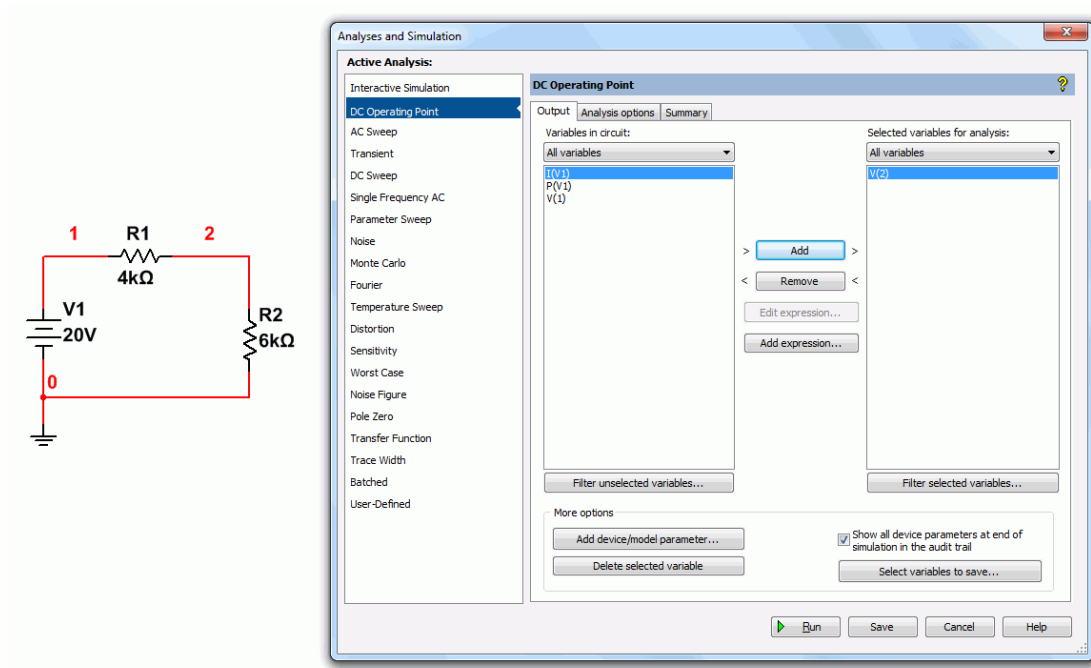 1
R1
2
4kΩ
V1
20V
R2
6kΩ
0
Analyses and Simulation
Active Analysis:
Interactive Simulation
DC Operating Point
AC Sweep
Transient
DC Sweep
Single Frequency AC
Parameter Sweep
Noise
Monte Carlo
Fourier
Temperature Sweep
Distortion
Sensitivity
Worst Case
Noise Figure
Pole Zero
Transfer Function
Trace Width
Batched
User-Defined
DC Operating Point
?
Output
Analysis options
Summary
Variables in circuit:
All variables
I(V1)
P(V1)
V(1)
> Add >
< Remove <
Edit expression...
Add expression...
Selected variables for analysis:
All variables
V(2)
Filter unselected variables...
Filter selected variables...
More options
Add device/model parameter...
Delete selected variable
Show all device parameters at end of
simulation in the audit trail
Select variables to save...
Run
Save
Cancel
Help